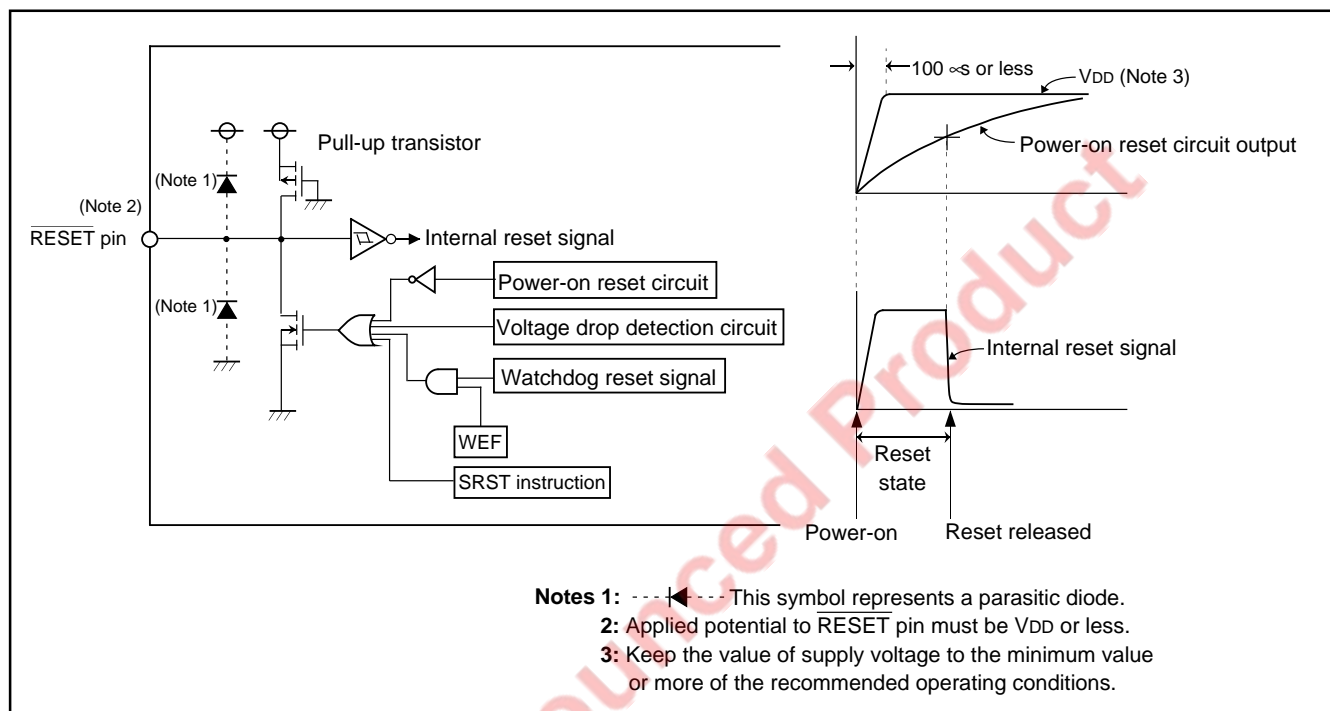 Pull-up transistor
(Note 1)
(Note 2)
RESET pin
Internal reset signal
(Note 1)
Power-on reset circuit
Voltage drop detection circuit
Watchdog reset signal
WEF
SRST instruction
100 ∝s or less
VDD (Note 3)
Power-on reset circuit output
Internal reset signal
Reset
state
Power-on
Reset released
Notes 1: This symbol represents a parasitic diode.
2: Applied potential to RESET pin must be VDD or less.
3: Keep the value of supply voltage to the minimum value
or more of the recommended operating conditions.
ounced Product